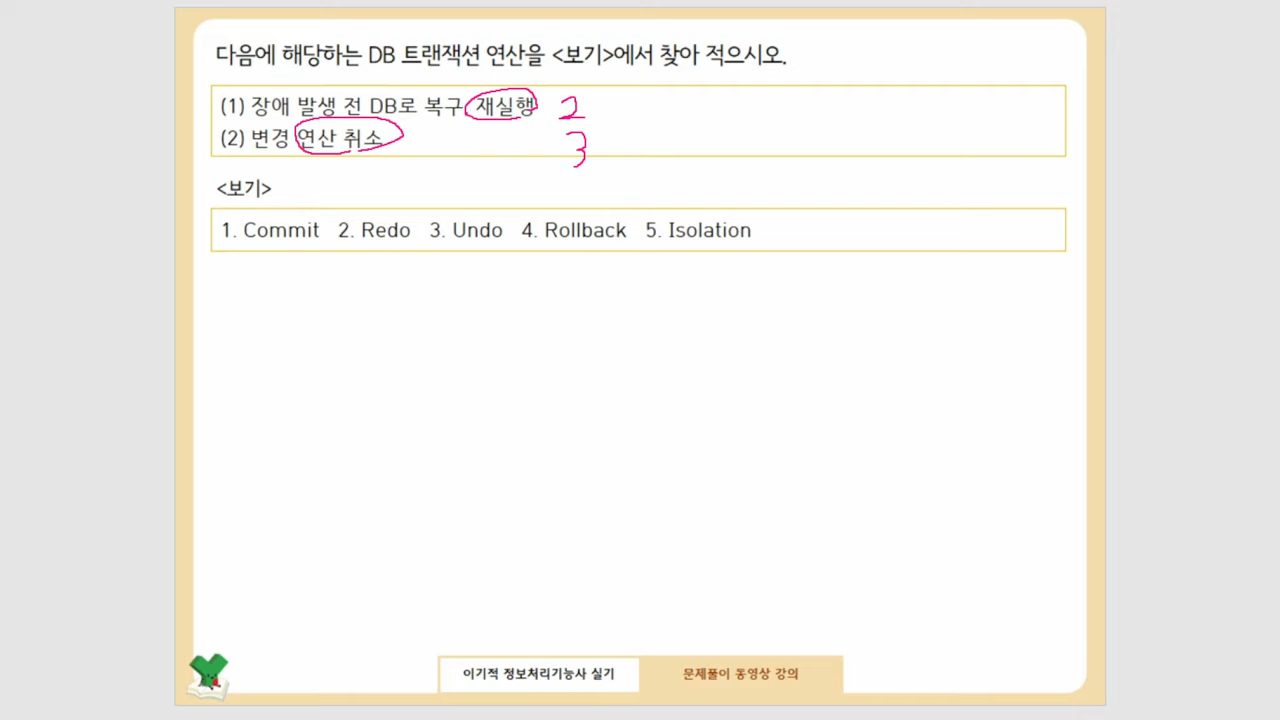 다음에 해당하는 DB 트랜잭션 연산을 <보기>에서 찾아 적으시오.
(1) 장애 발생 전 DB로 복구, 재실행 2
(2) 변경 연산 취소 3
<보기>
1. Commit 2. Redo 3. Undo 4. Rollback 5. Isolation
이기적 정보처리기능사 실기 문제풀이 동영상 강의